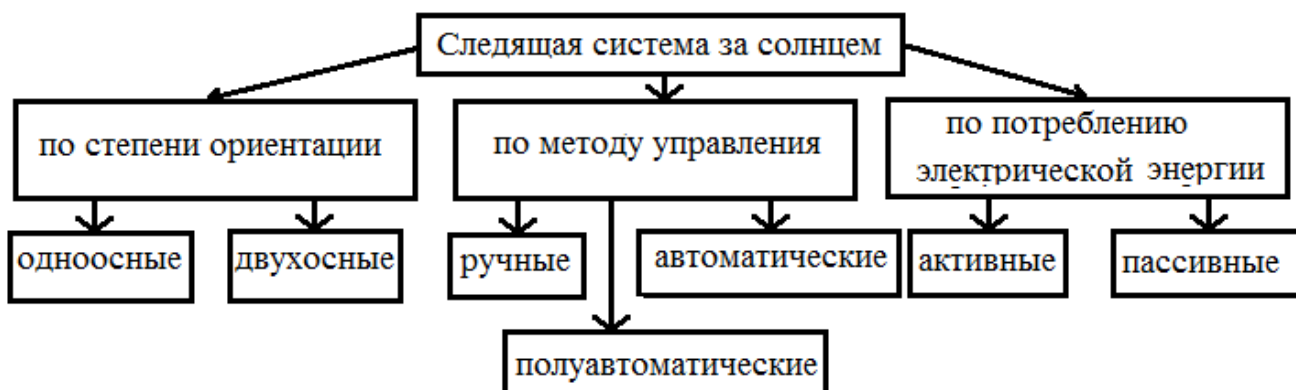 Следящая система за солнцем
по степени ориентации
по методу управления
по потреблению
электрической энергии
одноосные
двухосные
ручные
автоматические
активные
пассивные
полуавтоматические